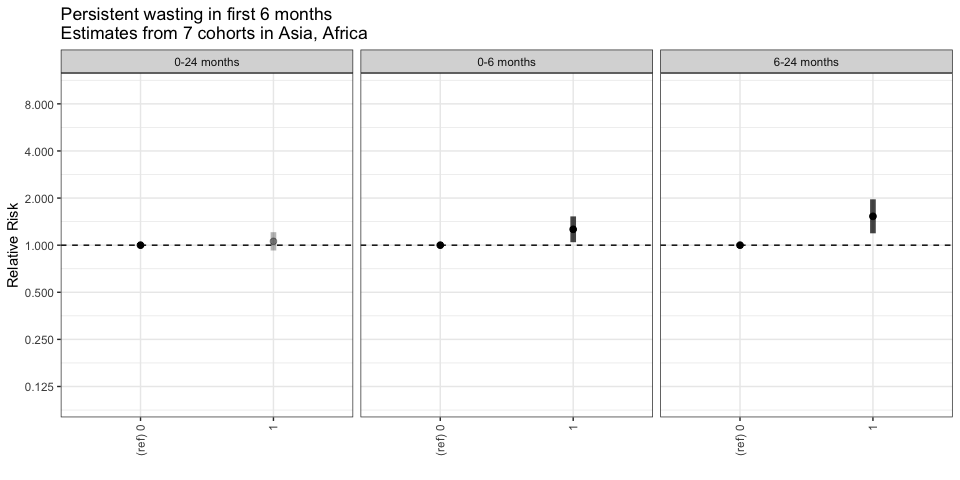 Persistent wasting in first 6 months
Estimates from 7 cohorts in Asia, Africa
0-24 months
0-6 months
6-24 months
Relative Risk
8.000
4.000
2.000
1.000
0.500
0.250
0.125
(ref) 0
1
(ref) 0
1
(ref) 0
1